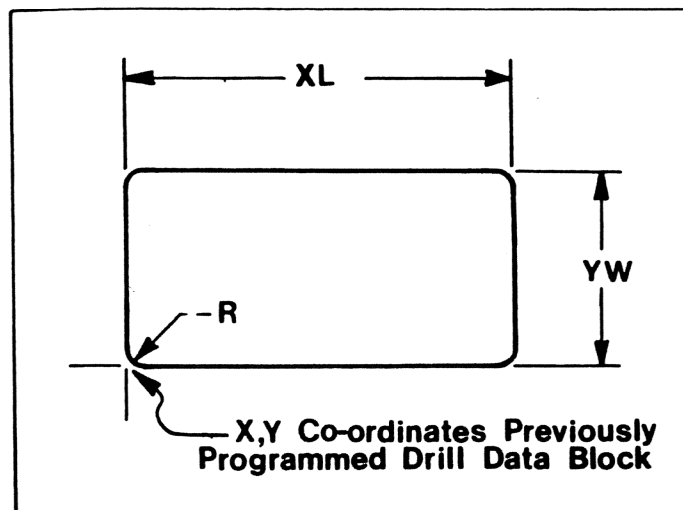 XL
YW
R
X,Y Co-ordinates Previously
Programmed Drill Data Block